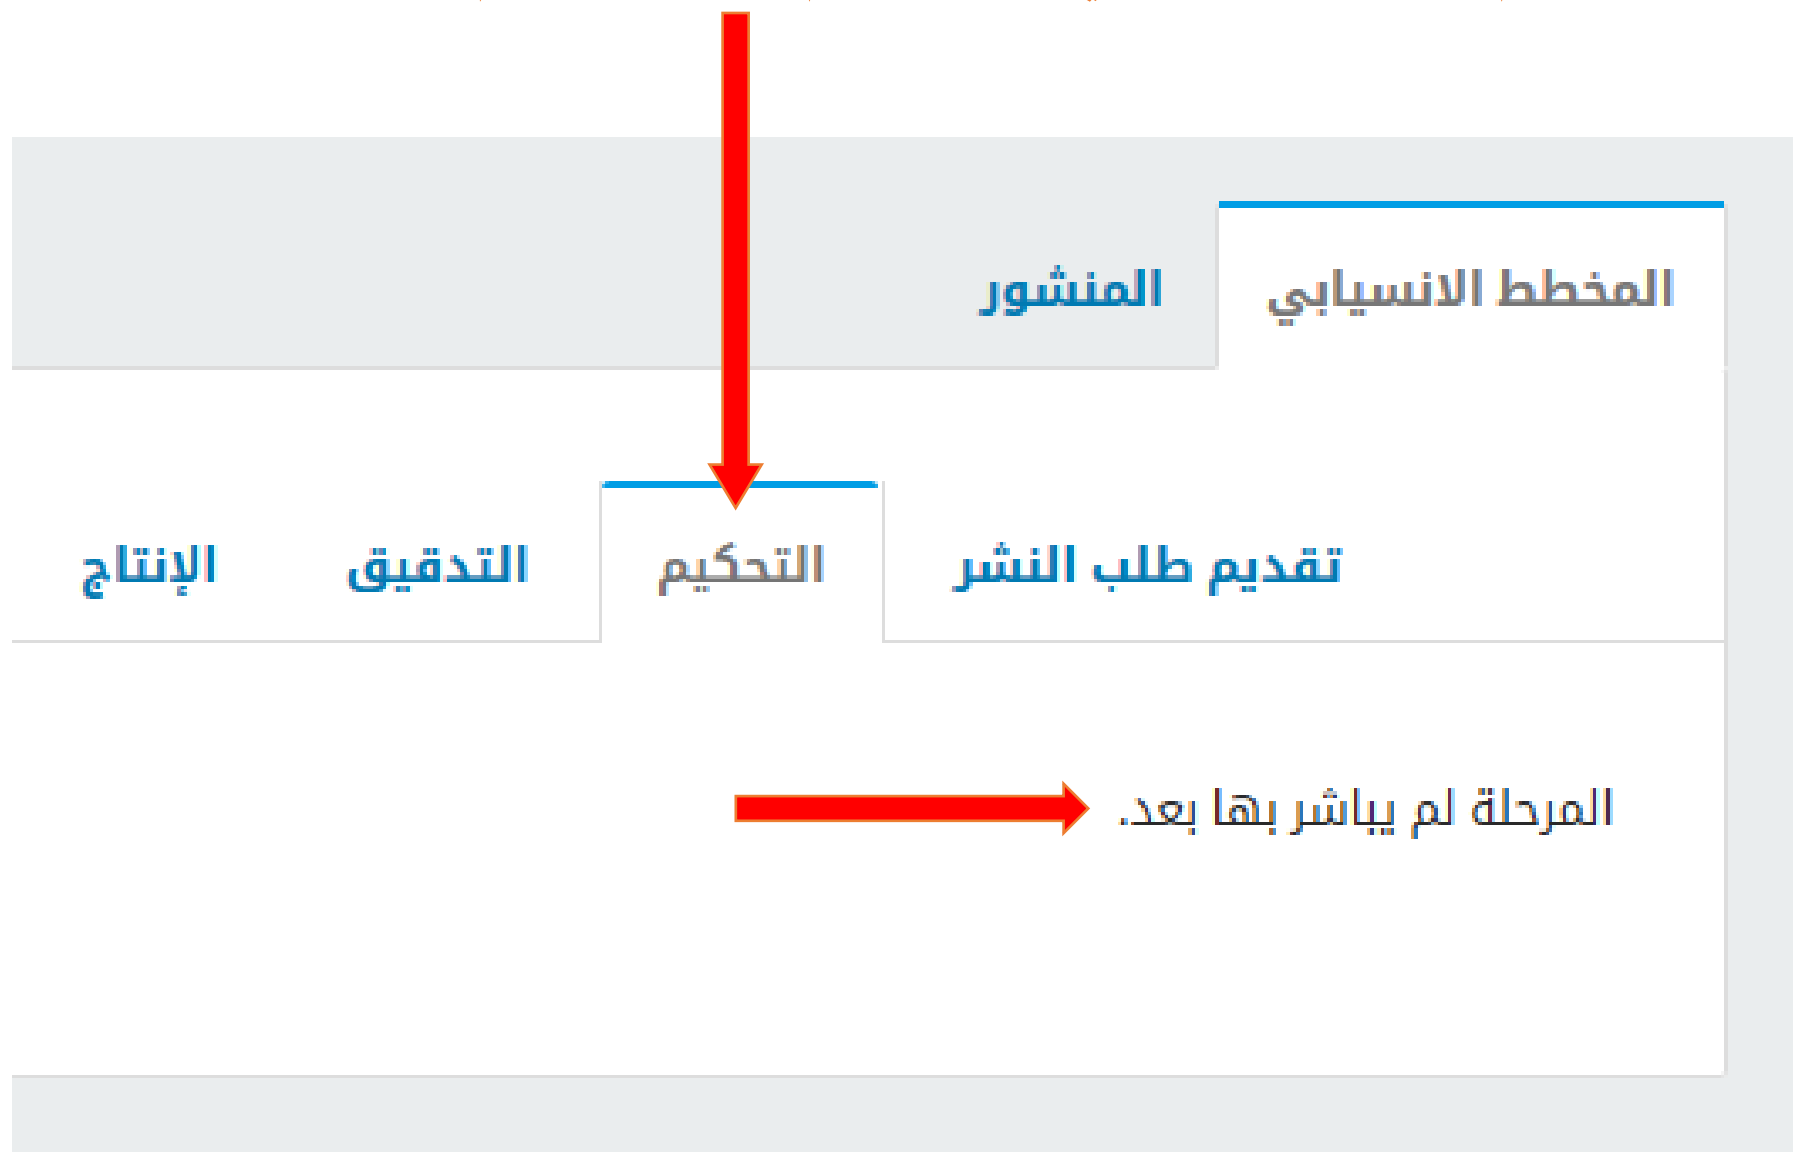 المخطط الانسيابي المنشور
تقديم طلب النشر التحكيم التدقيق الإنتاج
المرحلة لم يباشر بها بعد.